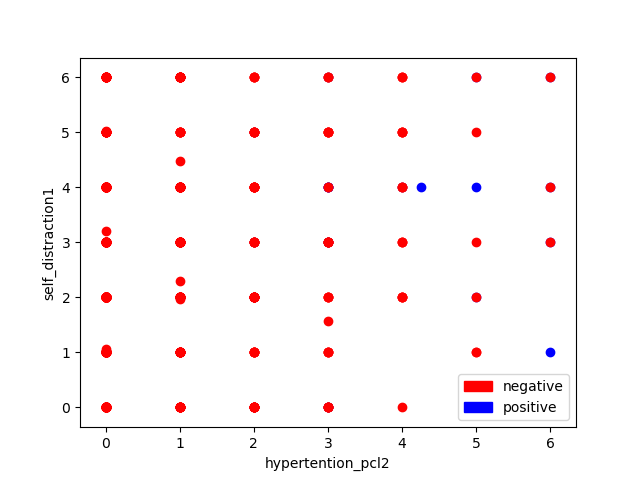 6
5
4
3
2
1
0
self_distraction1
0 1 2 3 4 5 6
hypertention_pcl2
negative
positive